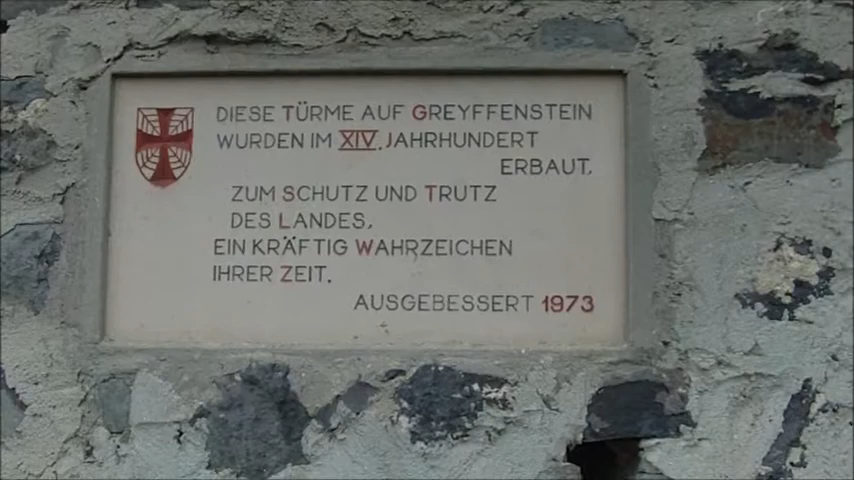 DIESE TÜRME AUF GREYFFENSTEIN
WURDEN IM XIV. JAHRHUNDERT
ERBAUT,
ZUM SCHUTZ UND TRUTZ
DES LANDES,
EIN KRÄFTIG WAHRZEICHEN
IHRER ZEIT.
AUSGEBESSERT 1973